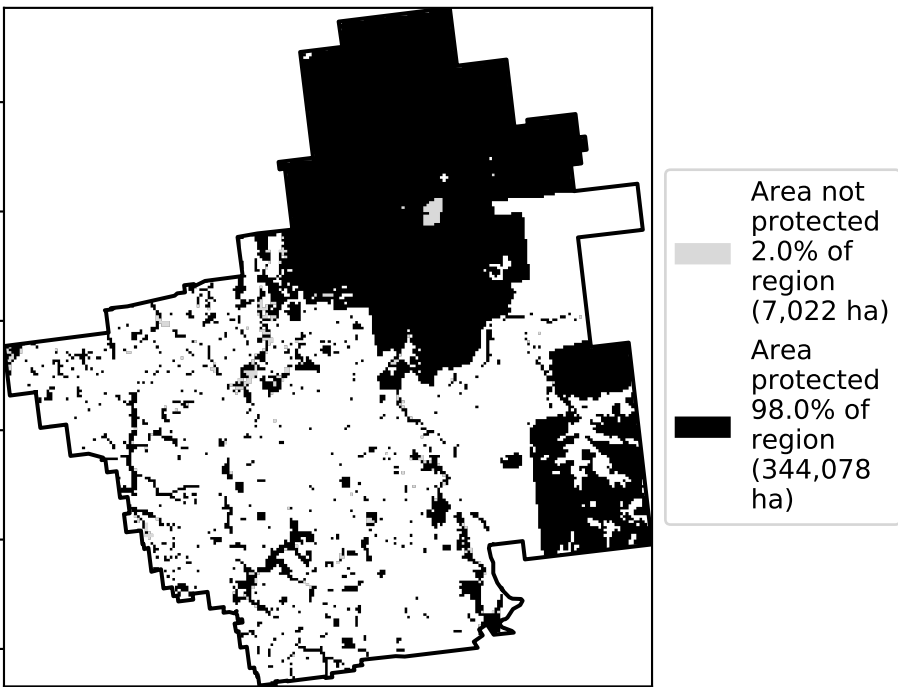 Area not
protected
2.0% of
region
(7,022 ha)
Area
protected
98.0% of
region
(344,078
ha)